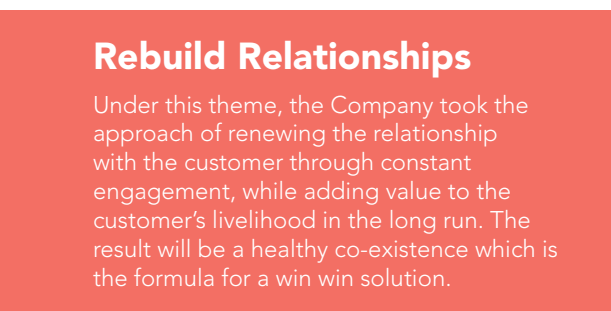 Rebuild Relationships
Under this theme, the Company took the
approach of renewing the relationship
with the customer through constant
engagement, while adding value to the
customer’s livelihood in the long run. The
result will be a healthy co-existence which is
the formula for a win win solution.